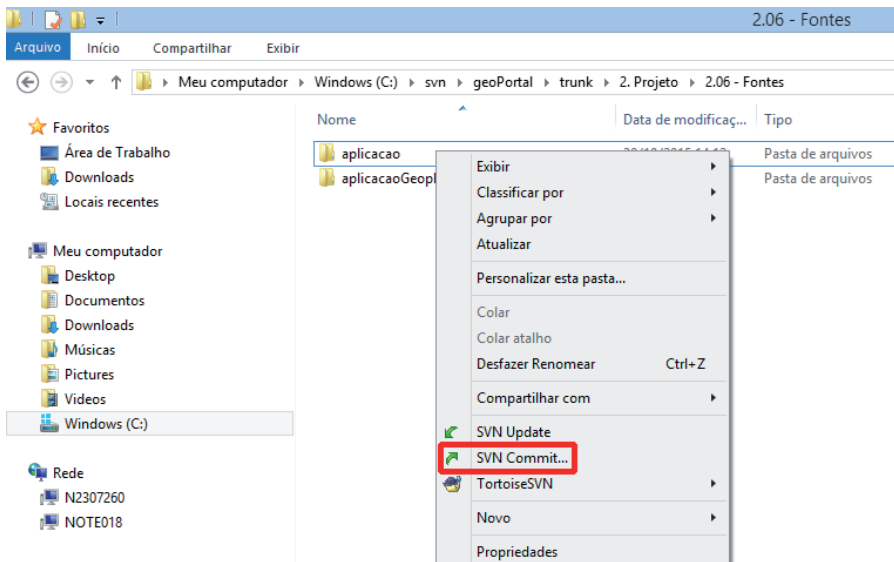 2.06 - Fontes
Arquivo Início Compartilhar Exibir
Meu computador Windows (C:) svn geoPortal trunk 2. Projeto 2.06 - Fontes
Favoritos
Área de Trabalho
Downloads
Locais recentes
Meu computador
Desktop
Documentos
Downloads
Músicas
Pictures
Videos
Windows (C:)
Rede
N2307260
NOTE018
Nome Data de modificaç... Tipo
aplicacao Pasta de arquivos
aplicacaoGeopl Pasta de arquivos
Exibir
Classificar por
Agrupar por
Atualizar
Personalizar esta pasta...
Colar
Colar atalho
Desfazer Renomear Ctrl+Z
Compartilhar com
SVN Update
SVN Commit...
TortoiseSVN
Novo
Propriedades